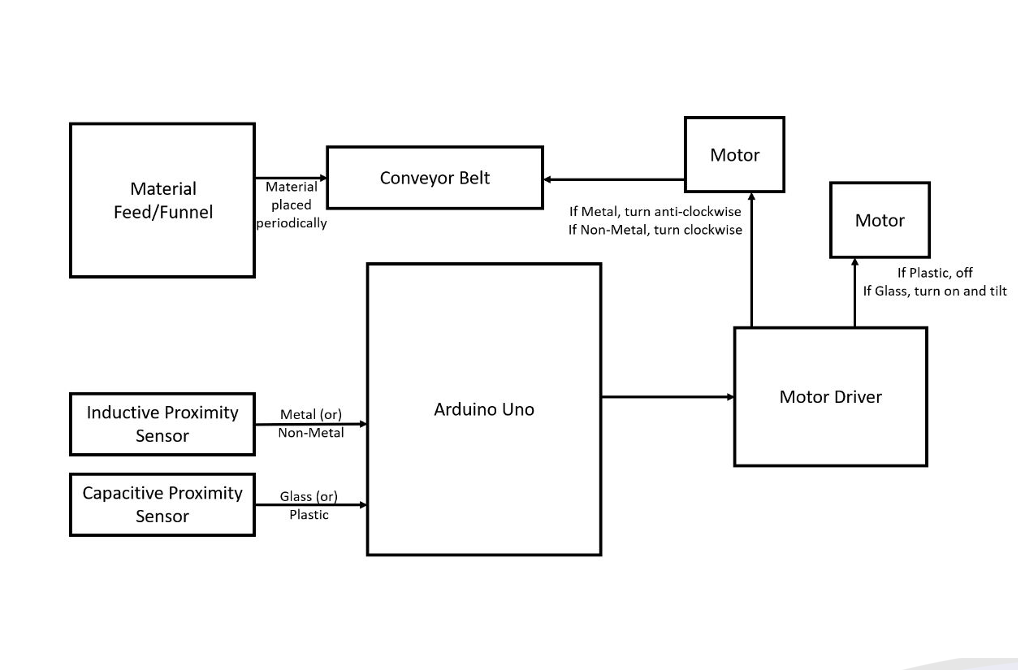 Material
Feed/Funnel
Material
placed
periodically
Conveyor Belt
Motor
If Metal, turn anti-clockwise
If Non-Metal, turn clockwise
Motor
If Plastic, off
If Glass, turn on and tilt
Inductive Proximity
Sensor
Metal (or)
Non-Metal
Capacitive Proximity
Sensor
Glass (or)
Plastic
Arduino Uno
Motor Driver